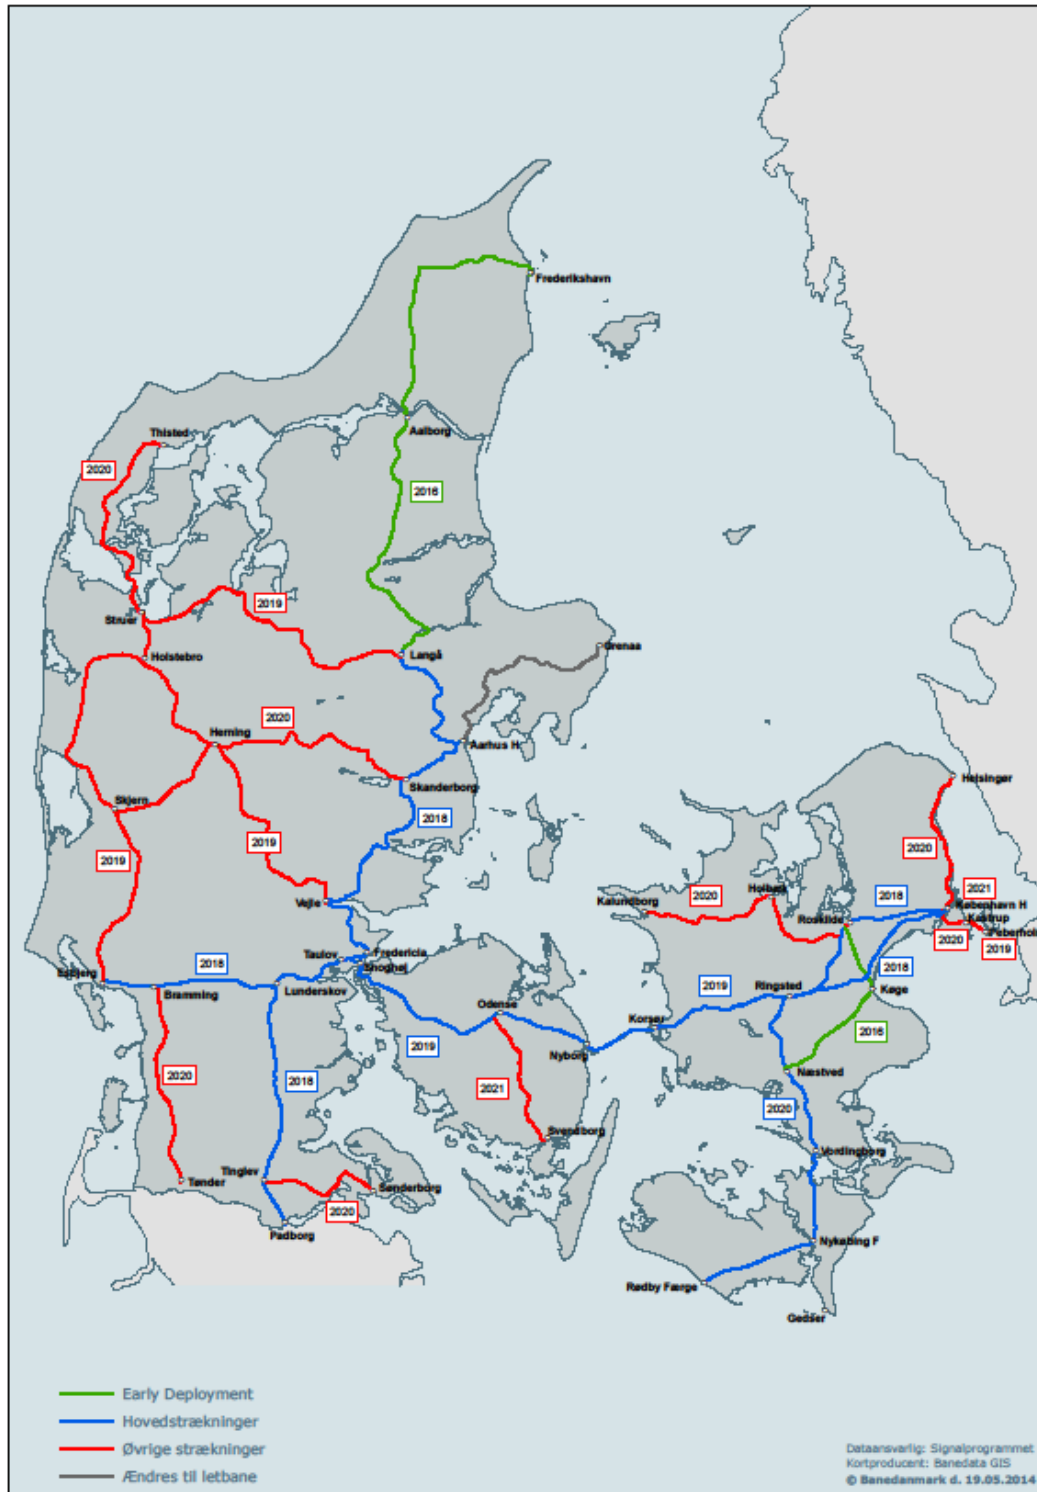 Frederikshavn
Aalborg
Thisted
2020
2016
2019
Struer
Holstebro
Langå
Grenaa
Herning
2020
Aarhus H
Skanderborg
Skjern
2018
2019
2019
Vejle
Helsingør
2020
2021
2018
København H
Kastrup
Peberholm
2020
2019
Holbæk
2020
Kalundborg
Roskilde
2018
Køge
Ringsted
2019
Korsør
2016
Næstved
2020
Vordingborg
Nykøbing F
Rødby Færge
Gedser
Fredericia
Taulov
Snoghøj
Esbjerg
2018
Bramming
Lunderskov
Odense
2019
Nyborg
2020
2018
2021
Svendborg
Tinglev
Tønder
Sønderborg
2020
Padborg
Early Deployment
Hovedstrækninger
Øvrige strækninger
Ændres til letbane
Dataansvarlig: Signalprogrammet
Kortproducent: Banedata GIS
© Banedanmark d. 19.05.2014